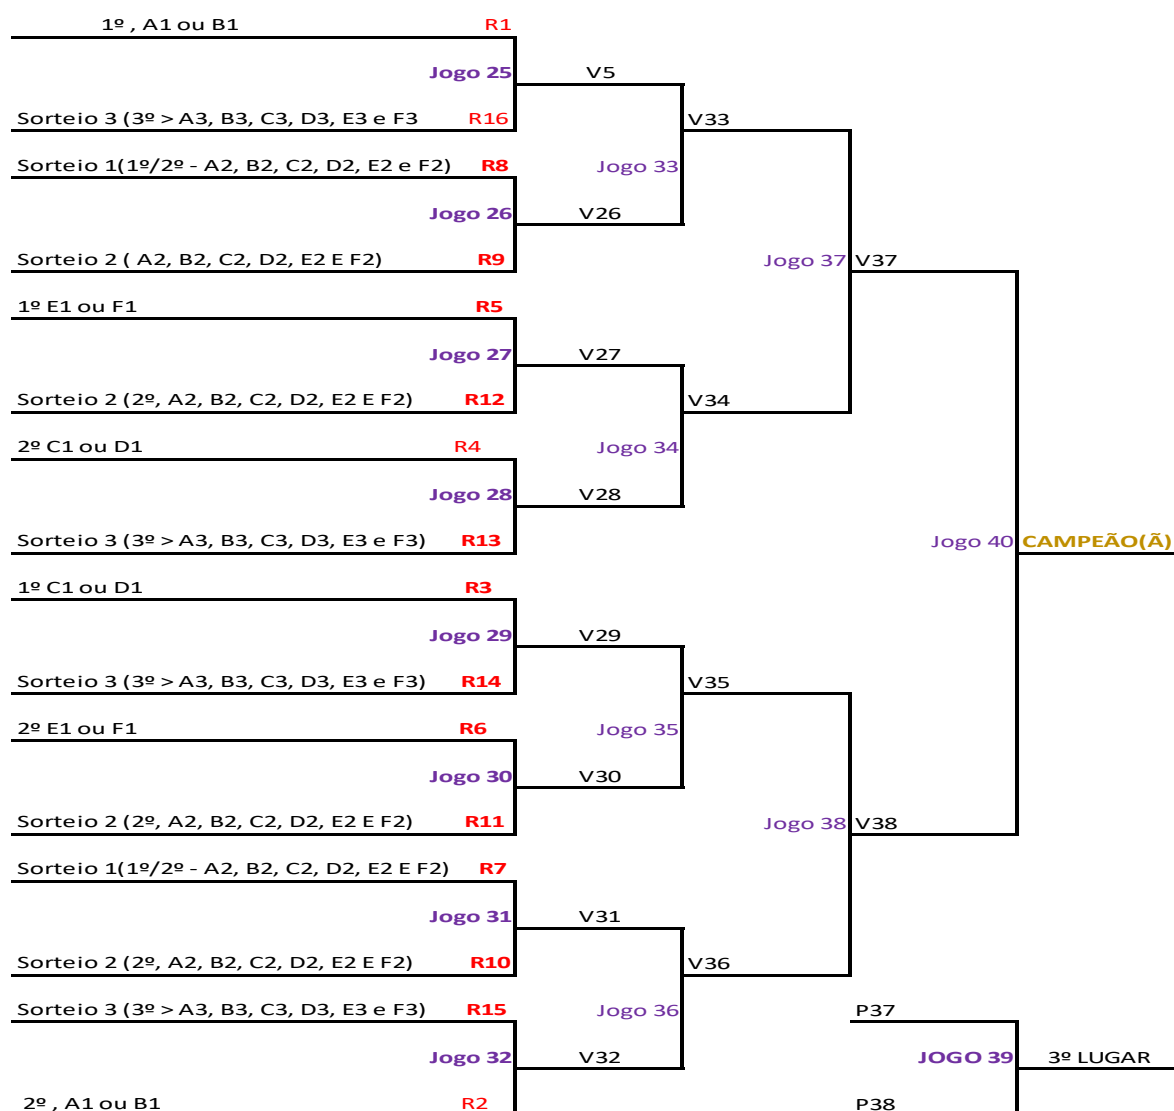 1º , A1 ou B1 R1
Jogo 25 V5
Sorteio 3 (3º > A3, B3, C3, D3, E3 e F3 R16 V33
Sorteio 1(1º/2º - A2, B2, C2, D2, E2 e F2) R8 Jogo 33
Jogo 26 V26
Sorteio 2 ( A2, B2, C2, D2, E2 E F2) R9 Jogo 37 V37
1º E1 ou F1 R5
Jogo 27 V27
Sorteio 2 (2º, A2, B2, C2, D2, E2 E F2) R12 V34
2º C1 ou D1 R4 Jogo 34
Jogo 28 V28
Sorteio 3 (3º > A3, B3, C3, D3, E3 e F3) R13 Jogo 40 CAMPEÃO(Ã)
1º C1 ou D1 R3
Jogo 29 V29
Sorteio 3 (3º > A3, B3, C3, D3, E3 e F3) R14 V35
2º E1 ou F1 R6 Jogo 35
Jogo 30 V30
Sorteio 2 (2º, A2, B2, C2, D2, E2 E F2) R11 Jogo 38 V38
Sorteio 1(1º/2º - A2, B2, C2, D2, E2 E F2) R7
Jogo 31 V31
Sorteio 2 (2º, A2, B2, C2, D2, E2 E F2) R10 V36
Sorteio 3 (3º > A3, B3, C3, D3, E3 e F3) R15 Jogo 36 P37
Jogo 32 V32 JOGO 39 3º LUGAR
2º , A1 ou B1 R2 P38